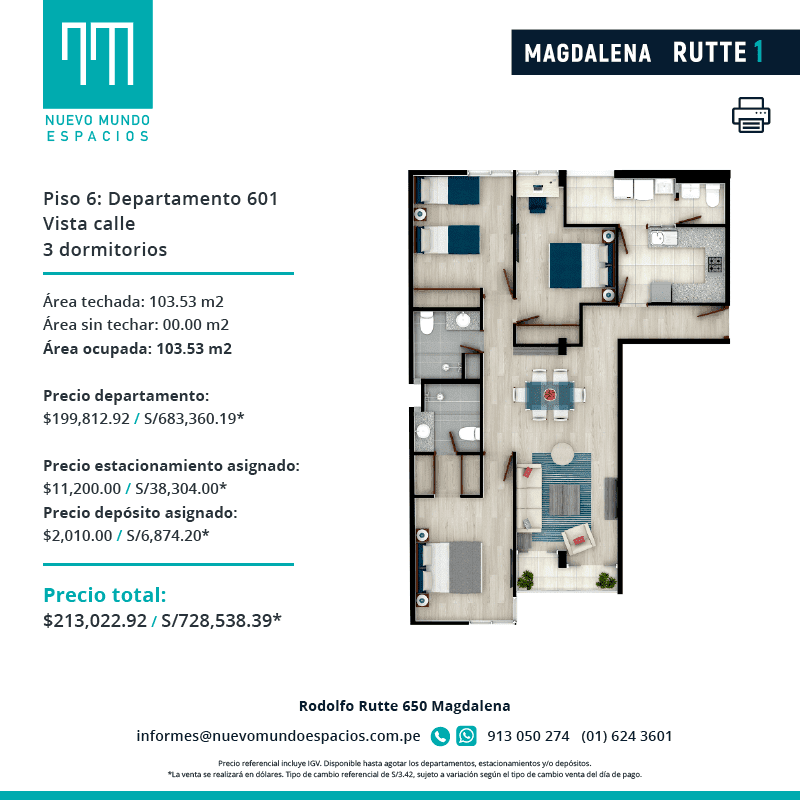 NUEVO MUNDO
ESPACIOS
MAGDALENA RUTTE 1
Piso 6: Departamento 601
Vista calle
3 dormitorios
Área techada: 103.53 m2
Área sin techar: 00.00 m2
Área ocupada: 103.53 m2
Precio departamento:
$199,812.92 / S/683,360.19*
Precio estacionamiento asignado:
$11,200.00 / S/38,304.00*
Precio depósito asignado:
$2,010.00 / S/6,874.20*
Precio total:
$213,022.92 / S/728,538.39*
Rodolfo Rutte 650 Magdalena
informes@nuevomundoespacios.com.pe 913 050 274 (01) 624 3601
Precio referencial incluye IGV. Disponible hasta agotar los departamentos, estacionamientos y/o depósitos.
*La venta se realizará en dólares. Tipo de cambio referencial de S/3.42, sujeto a variación según el tipo de cambio venta del día de pago.